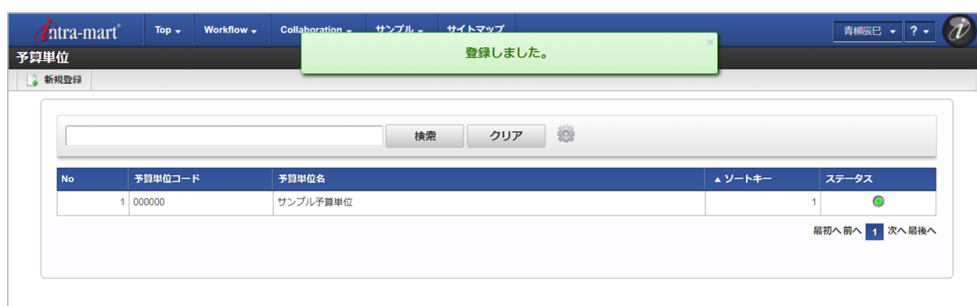 intra-mart® Top Workflow Collaboration サンプル サイトマップ 青柳辰巳 ?
登録しました。 ×
予算単位
新規登録
検索 クリア
No 予算単位コード 予算単位名 ▲ ソートキー ステータス
1 000000 サンプル予算単位 1
最初へ 前へ 1 次へ 最後へ